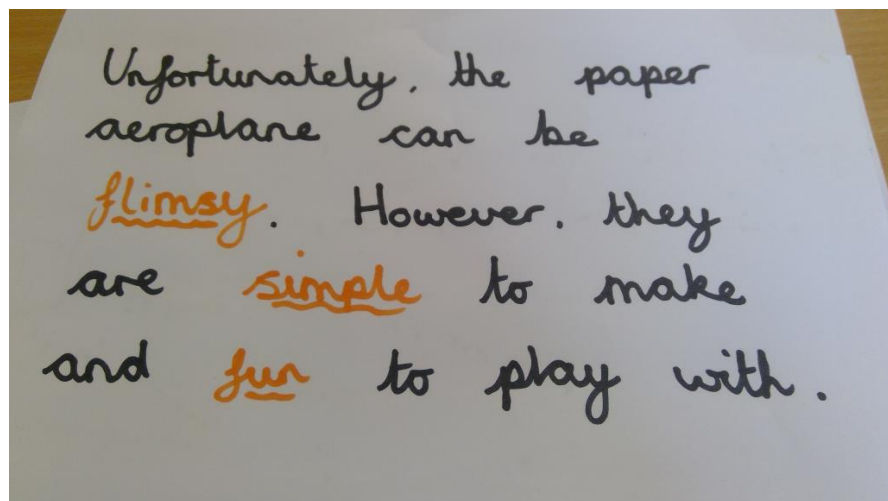 Unfortunately, the paper
aeroplane can be
flimsy. However, they
are simple to make
and fun to play with.